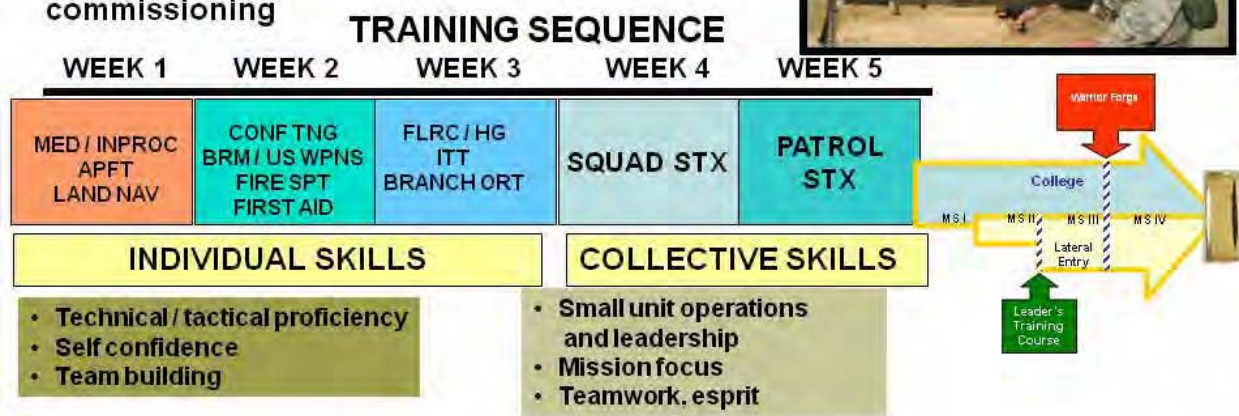 commissioning
TRAINING SEQUENCE
WEEK 1
WEEK 2
WEEK 3
WEEK 4
WEEK 5
MED / INPROC
APFT
LAND NAV
CONF TNG
BRM / US WPNS
FIRE SPT
FIRST AID
FLRC / HG
ITT
BRANCH ORT
SQUAD STX
PATROL
STX
INDIVIDUAL SKILLS
COLLECTIVE SKILLS
• Technical / tactical proficiency
• Self confidence
• Team building
• Small unit operations
and leadership
• Mission focus
• Teamwork, esprit
Warrior Forge
College
MS I
MS II
MS III
MS IV
Lateral
Entry
Leader's
Training
Course